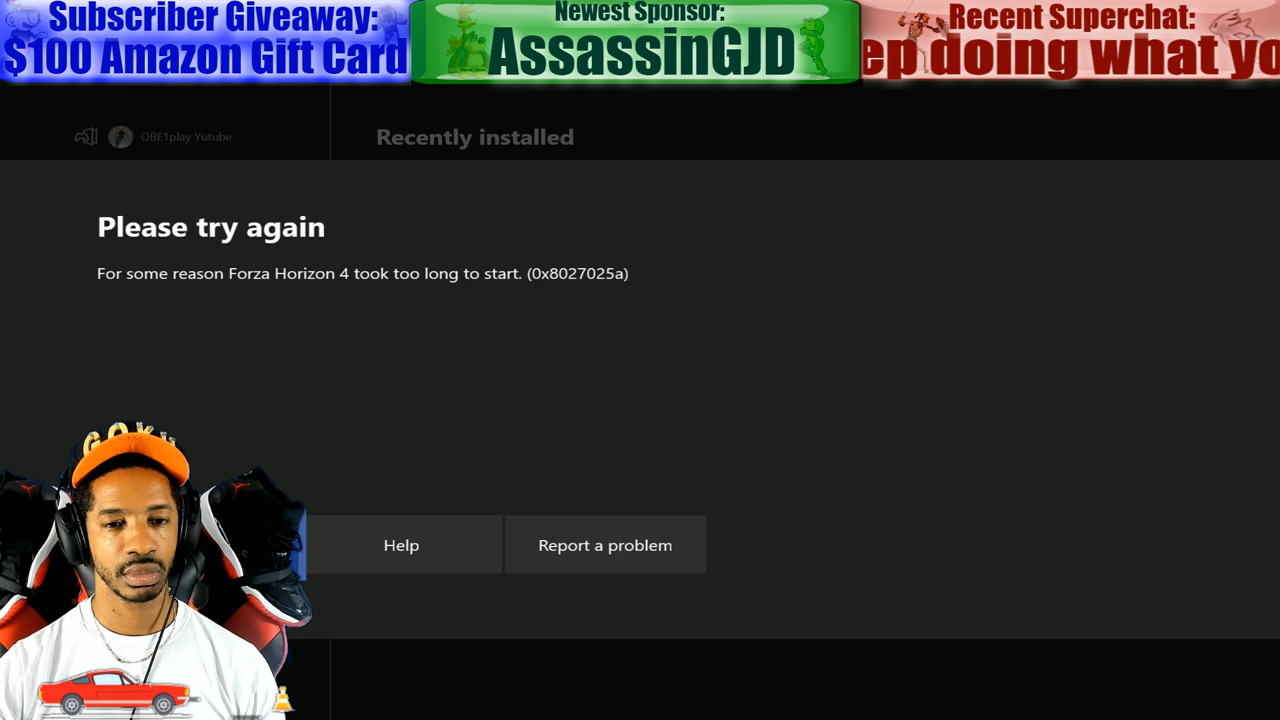 Subscriber Giveaway:
$100 Amazon Gift Card
Newest Sponsor:
AssassinGJD
Recent Superchat:
ep doing what yo
OBE1play Yutube
Recently installed
Please try again
For some reason Forza Horizon 4 took too long to start. (0x8027025a)
GOKU
Help
Report a problem